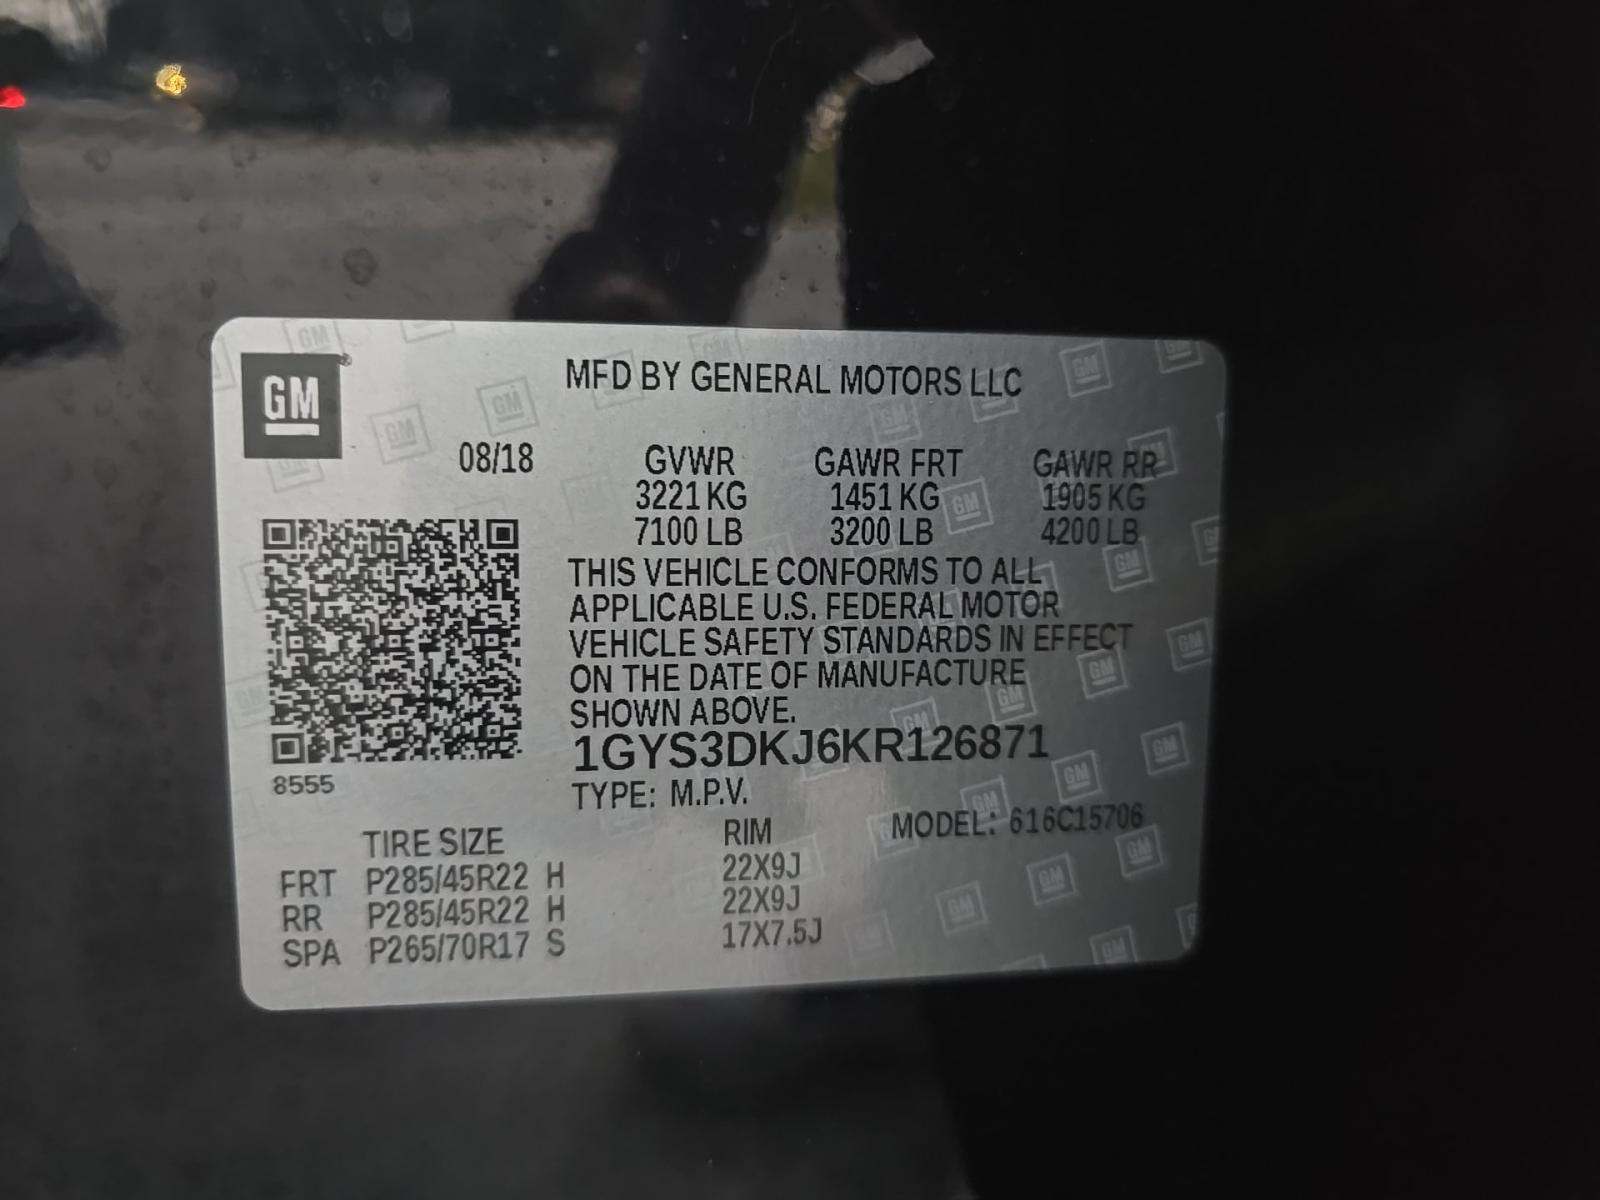 GM
MFD BY GENERAL MOTORS LLC
08/18 GVWR GAWR FRT GAWR RR
3221 KG 1451 KG 1905 KG
7100 LB 3200 LB 4200 LB
THIS VEHICLE CONFORMS TO ALL
APPLICABLE U.S. FEDERAL MOTOR
VEHICLE SAFETY STANDARDS IN EFFECT
ON THE DATE OF MANUFACTURE
SHOWN ABOVE.
1GYS3DKJ6KR126871
8555
TYPE: M.P.V.
MODEL: 616C15706
TIRE SIZE RIM
FRT P285/45R22 H 22X9J
RR P285/45R22 H 22X9J
SPA P265/70R17 S 17X7.5J